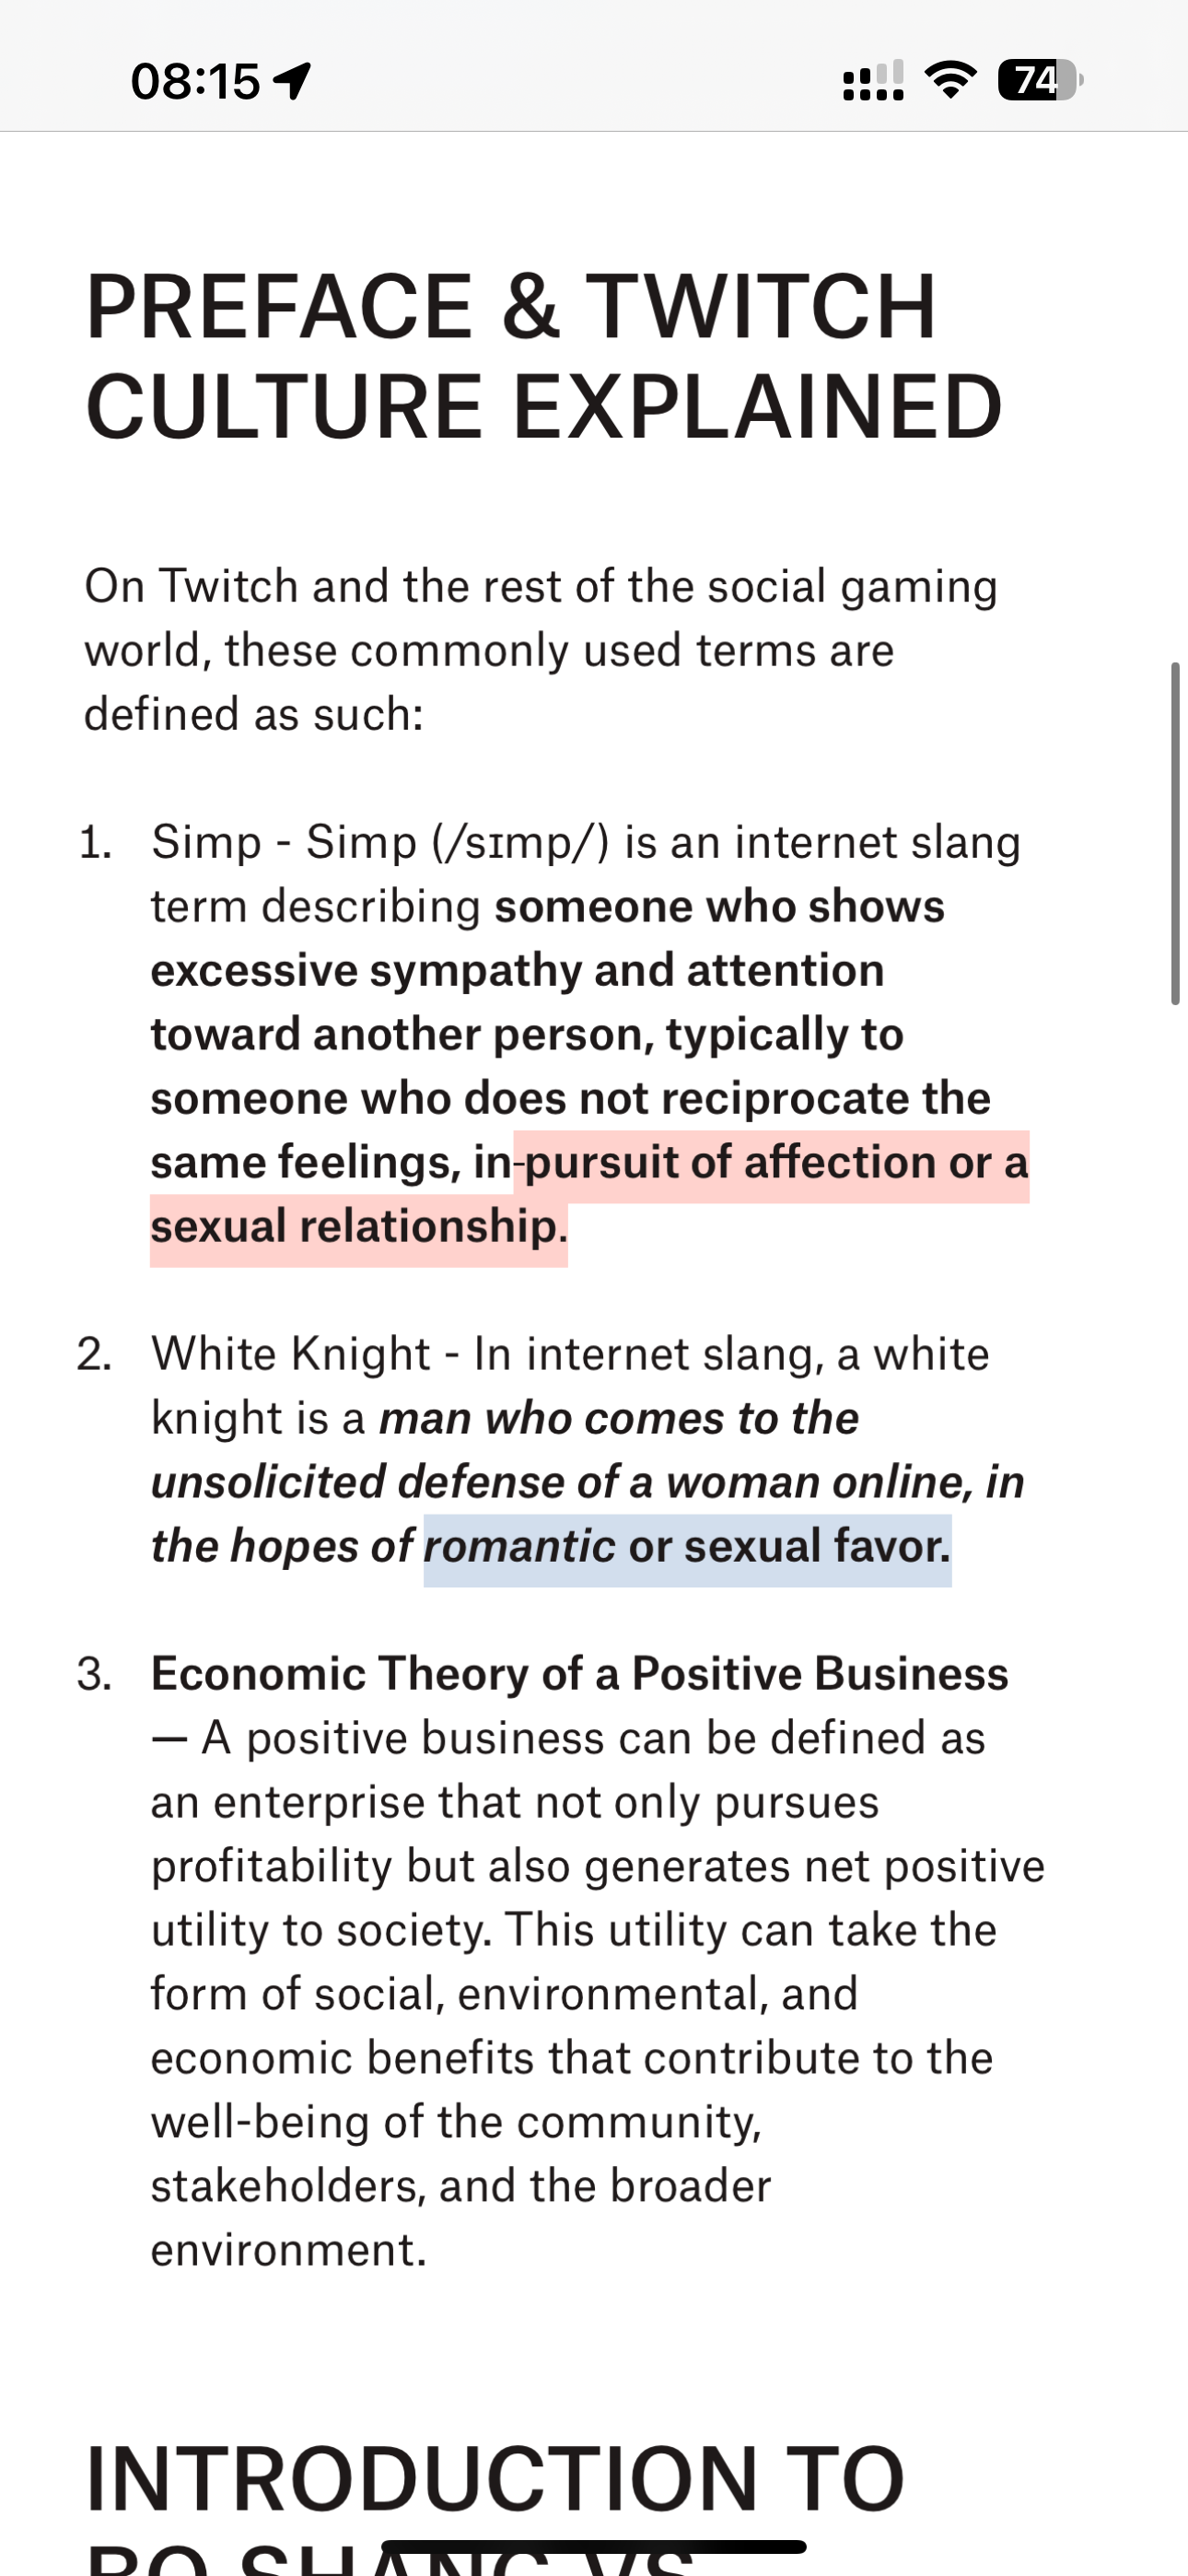 08:15
74
PREFACE & TWITCH
CULTURE EXPLAINED
On Twitch and the rest of the social gaming
world, these commonly used terms are
defined as such:
1. Simp - Simp (/sɪmp/) is an internet slang
term describing someone who shows
excessive sympathy and attention
toward another person, typically to
someone who does not reciprocate the
same feelings, in-pursuit of affection or a
sexual relationship.
2. White Knight - In internet slang, a white
knight is a man who comes to the
unsolicited defense of a woman online, in
the hopes of romantic or sexual favor.
3. Economic Theory of a Positive Business
— A positive business can be defined as
an enterprise that not only pursues
profitability but also generates net positive
utility to society. This utility can take the
form of social, environmental, and
economic benefits that contribute to the
well-being of the community,
stakeholders, and the broader
environment.
INTRODUCTION TO
BO SHANG VS